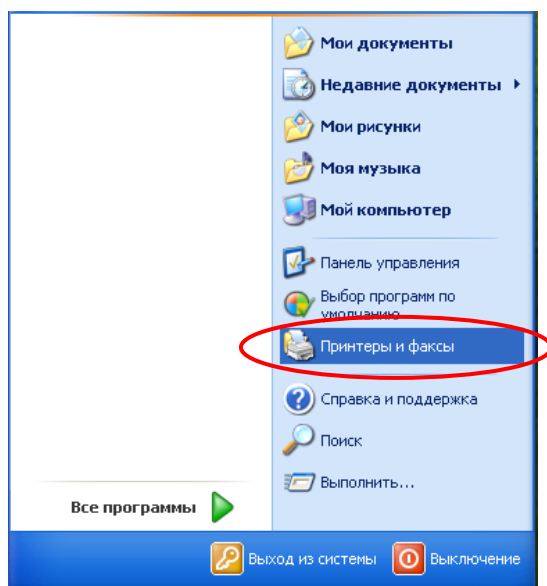 Мои документы
Недавние документы
Мои рисунки
Моя музыка
Мой компьютер
Панель управления
Выбор программ по
умолчанию
Принтеры и факсы
Справка и поддержка
Поиск
Выполнить...
Все программы
Выход из системы
Выключение